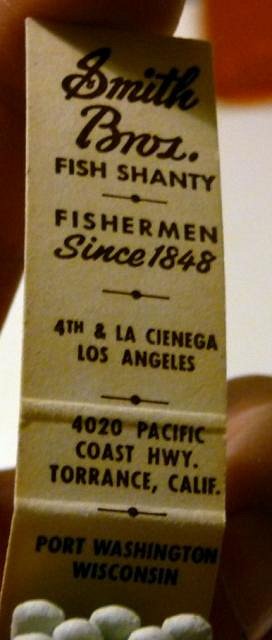 Smith
Bros.
FISH SHANTY
FISHERMEN
Since 1848
4TH & LA CIENEGA
LOS ANGELES
4020 PACIFIC
COAST HWY.
TORRANCE, CALIF.
PORT WASHINGTON
WISCONSIN